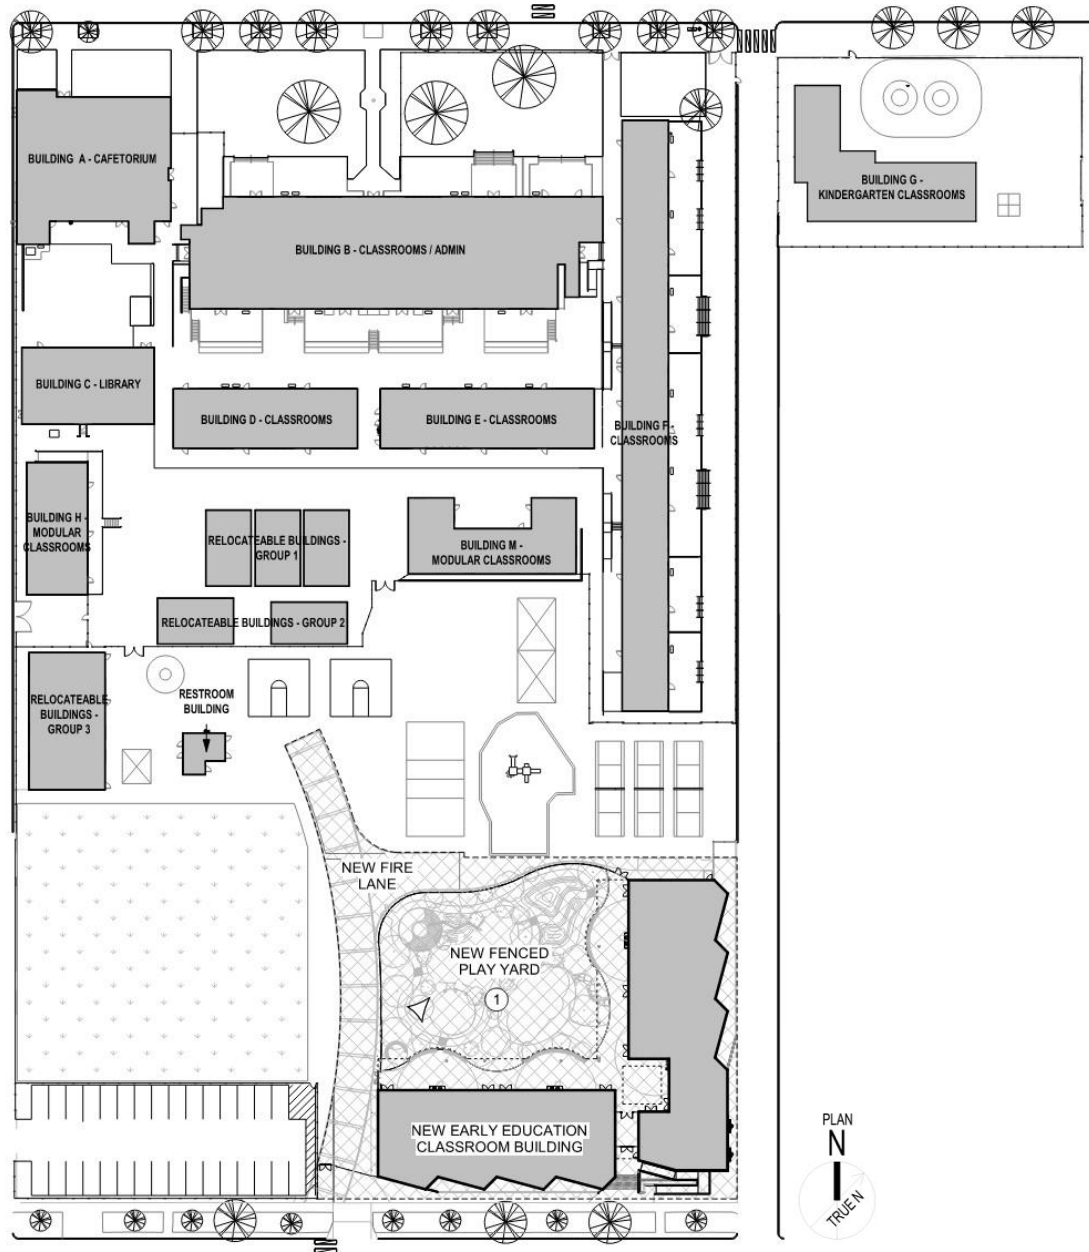 BUILDING A - CAFETORIUM
BUILDING G -
KINDERGARTEN CLASSROOMS
BUILDING B - CLASSROOMS / ADMIN
BUILDING C - LIBRARY
BUILDING D - CLASSROOMS
BUILDING E - CLASSROOMS
BUILDING F -
CLASSROOMS
BUILDING H -
MODULAR
CLASSROOMS
RELOCATEABLE BUILDINGS -
GROUP 1
BUILDING M -
MODULAR CLASSROOMS
RELOCATEABLE BUILDINGS - GROUP 2
RELOCATEABLE
BUILDINGS -
GROUP 3
RESTROOM
BUILDING
NEW FIRE
LANE
NEW FENCED
PLAY YARD
1
NEW EARLY EDUCATION
CLASSROOM BUILDING
PLAN
N
TRUE N